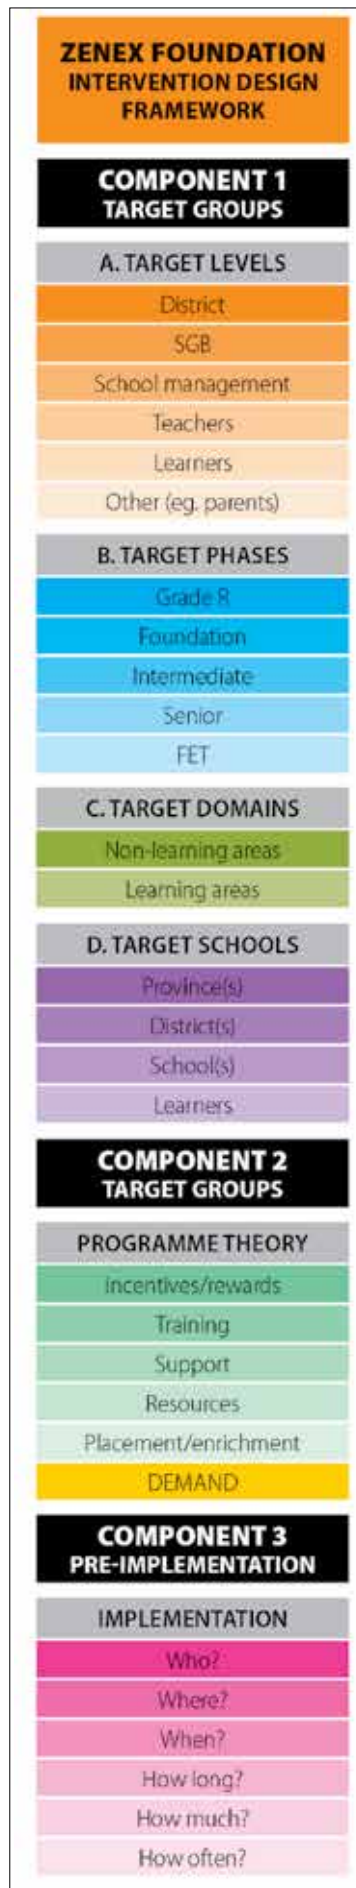 ZENEX FOUNDATION
INTERVENTION DESIGN
FRAMEWORK
COMPONENT 1
TARGET GROUPS
A. TARGET LEVELS
District
SGB
School management
Teachers
Learners
Other (eg. parents)
B. TARGET PHASES
Grade R
Foundation
Intermediate
Senior
FET
C. TARGET DOMAINS
Non-learning areas
Learning areas
D. TARGET SCHOOLS
Province(s)
District(s)
School(s)
Learners
COMPONENT 2
TARGET GROUPS
PROGRAMME THEORY
Incentives/rewards
Training
Support
Resources
Placement/enrichment
DEMAND
COMPONENT 3
PRE-IMPLEMENTATION
IMPLEMENTATION
Who?
Where?
When?
How long?
How much?
How often?